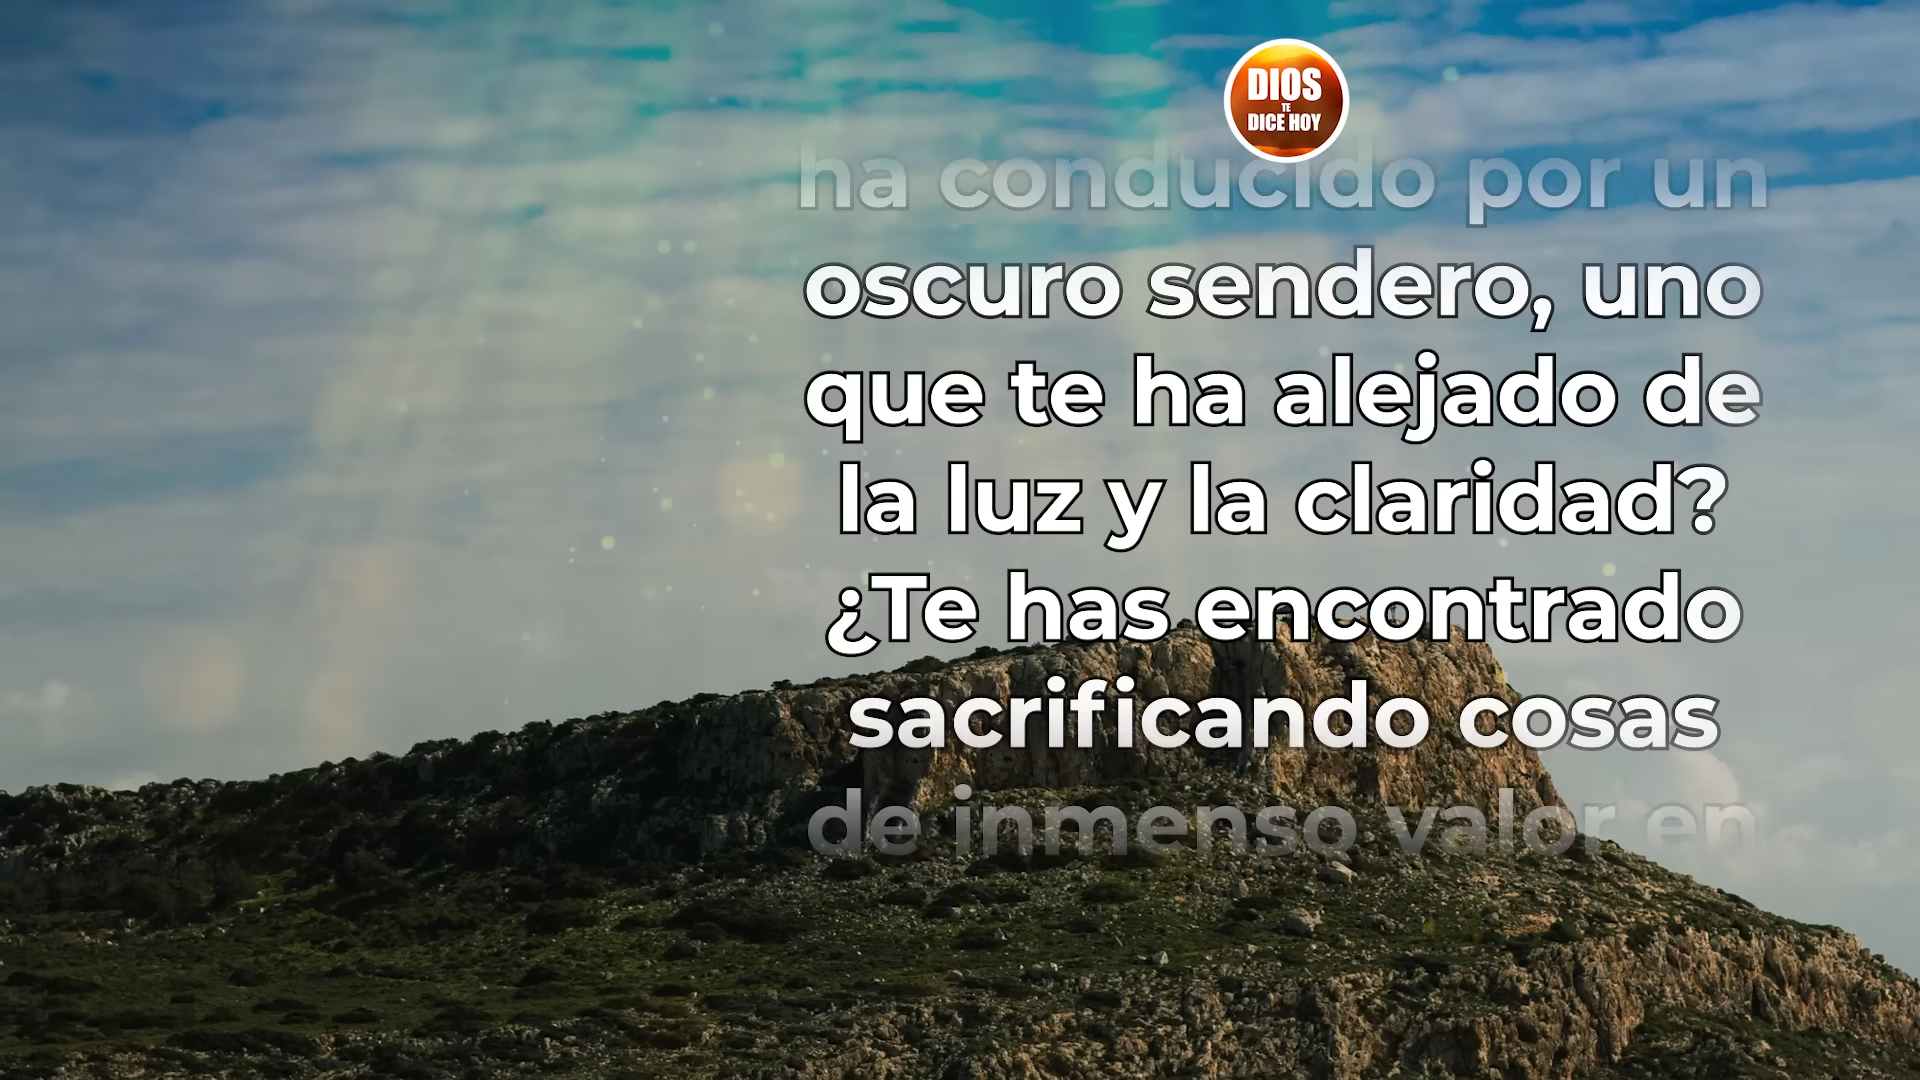 DIOS
TE
DICE HOY
ha conducido por un
oscuro sendero, uno
que te ha alejado de
la luz y la claridad?
¿Te has encontrado
sacrificando cosas
de inmenso valor en